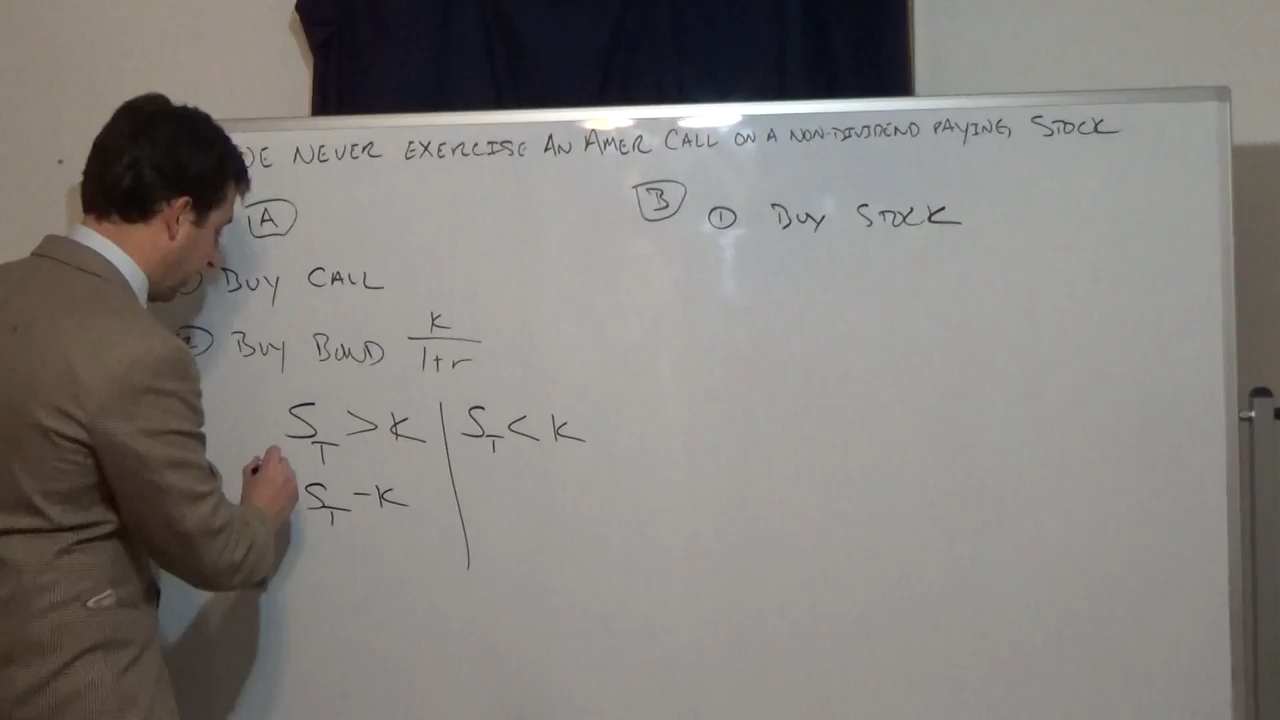 NEVER EXERCISE AN AMER CALL ON A NON-DIVIDEND PAYING STOCK
A
BUY CALL
② BUY BOND K/1+r
S_T > K | S_T < K
S_T - K
B
① BUY STOCK